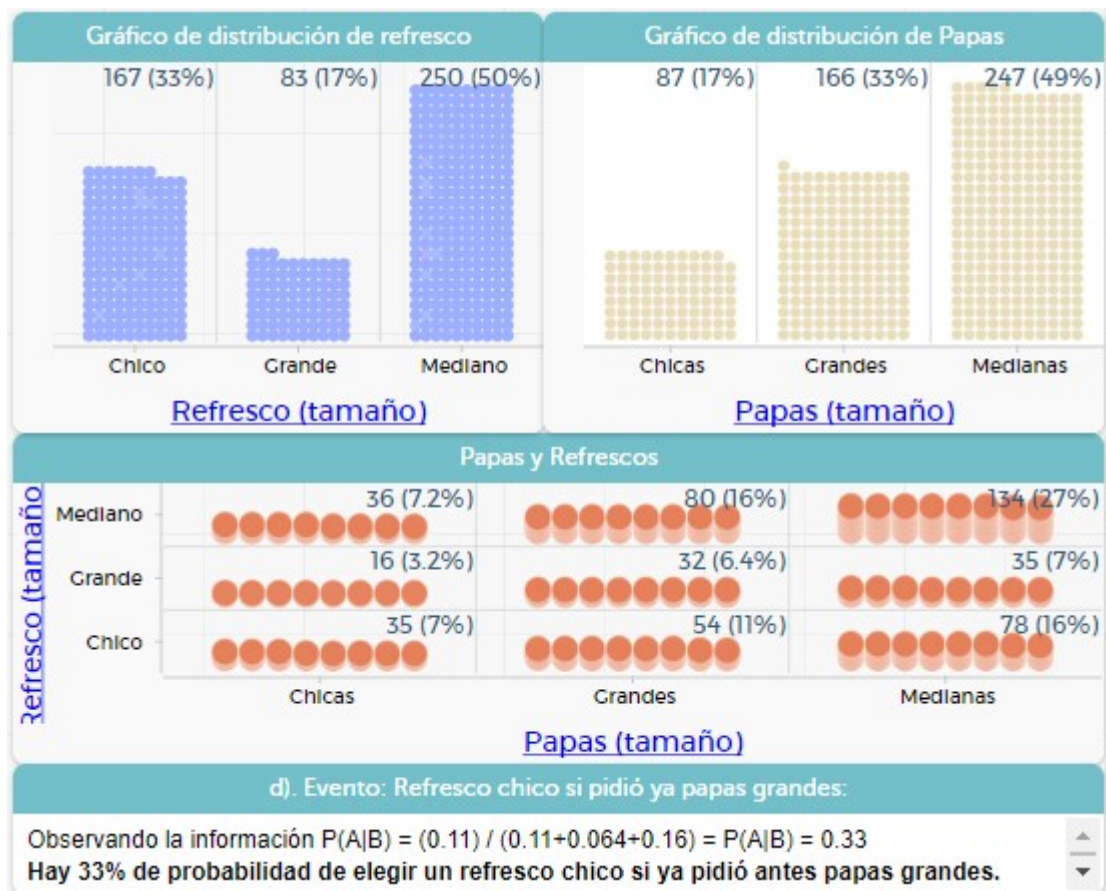 Gráfico de distribución de refresco
167 (33%) 83 (17%) 250 (50%)
Chico Grande Mediano
Refresco (tamaño)
Gráfico de distribución de Papas
87 (17%) 166 (33%) 247 (49%)
Chicas Grandes Medianas
Papas (tamaño)
Papas y Refrescos
Refresco (tamaño
Mediano 36 (7.2%) 80 (16%) 134 (27%)
Grande 16 (3.2%) 32 (6.4%) 35 (7%)
Chico 35 (7%) 54 (11%) 78 (16%)
Chicas Grandes Medianas
Papas (tamaño)
d). Evento: Refresco chico si pidió ya papas grandes:
Observando la información P(A|B) = (0.11) / (0.11+0.064+0.16) = P(A|B) = 0.33
Hay 33% de probabilidad de elegir un refresco chico si ya pidió antes papas grandes.